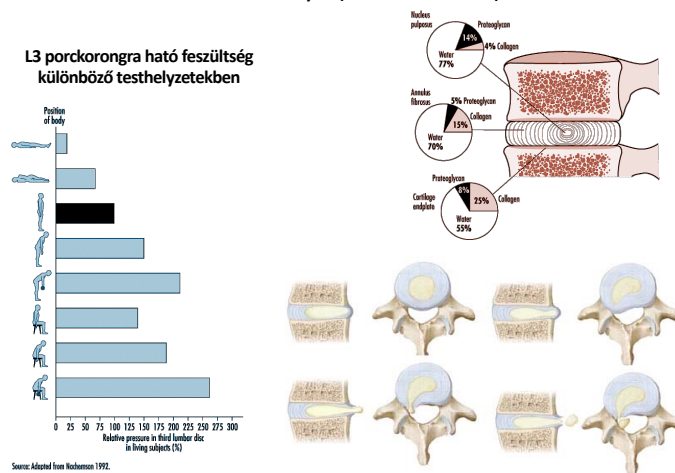 L3 porckorongra ható feszültség
különböző testhelyzetekben
Position
of body
0 25 50 75 100 125 150 175 200 225 250 275 300
Relative pressure in third lumbar disc
in living subjects (%)
Source: Adapted from Nachemson 1992.
Nucleus
pulposus
Proteoglycan
14%
4% Collagen
Water
77%
Annulus
fibrosus
5% Proteoglycan
Collagen
15%
Water
70%
Proteoglycan
8%
Cartilage
endplate
25%
Collagen
Water
55%